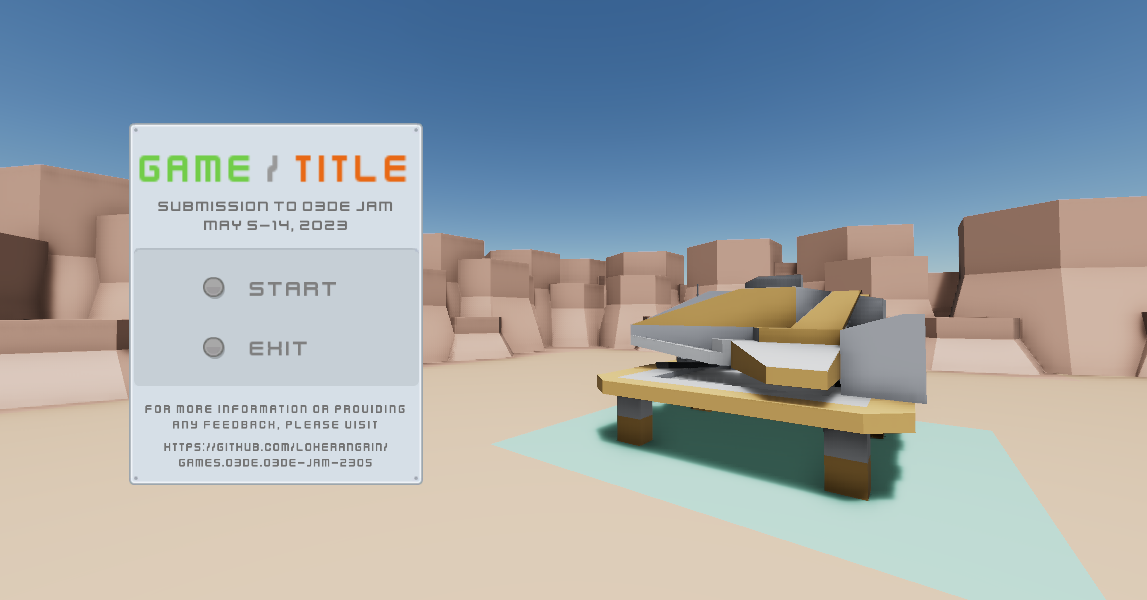 GAME / TITLE
SUBMISSION TO O3DE JAM
MAY 5-14, 2023
START
EXIT
FOR MORE INFORMATION OR PROVIDING
ANY FEEDBACK, PLEASE VISIT
HTTPS://GITHUB.COM/LOHERANGRIN/
GAMES.O3DE.O3DE-JAM-2305